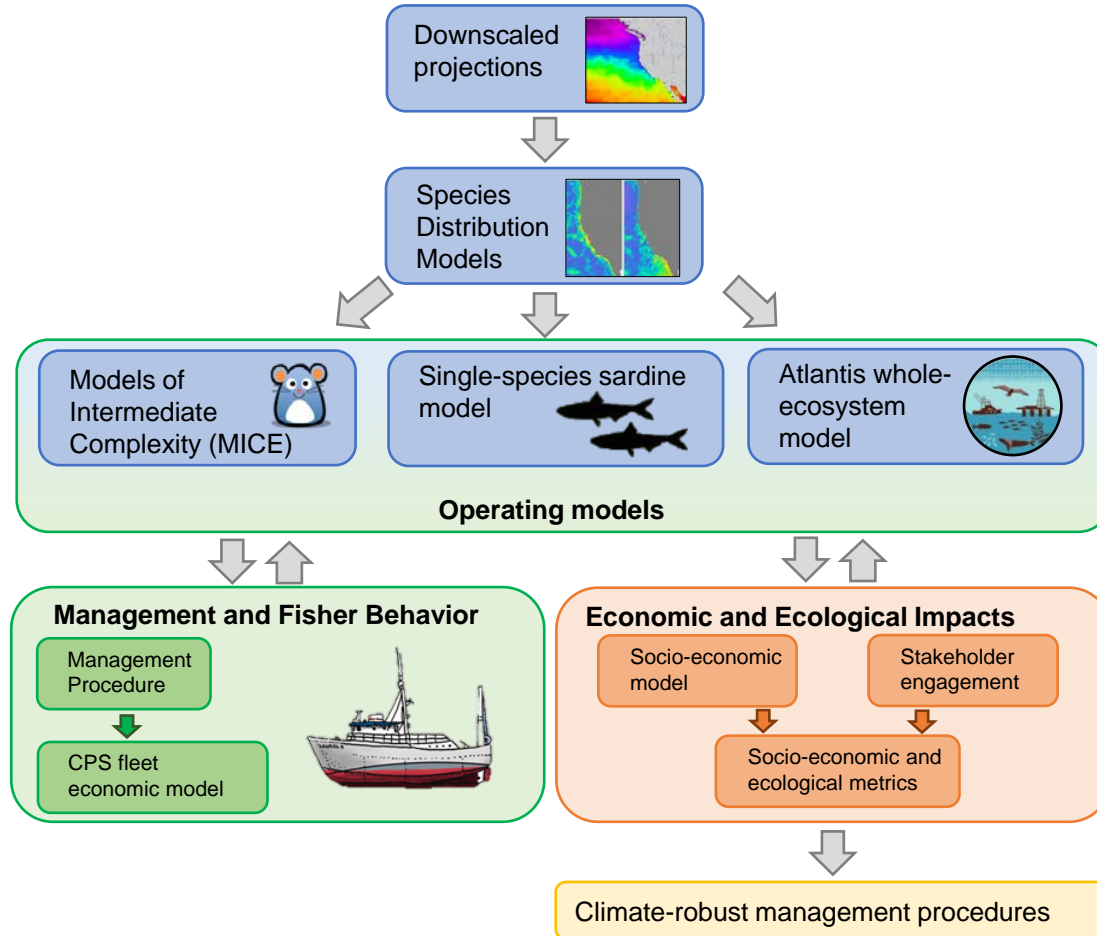 Downscaled
projections
Species
Distribution
Models
Models of
Intermediate
Complexity (MICE)
Single-species sardine
model
Atlantis whole-
ecosystem
model
Operating models
Management and Fisher Behavior
Management
Procedure
CPS fleet
economic model
Economic and Ecological Impacts
Socio-economic
model
Stakeholder
engagement
Socio-economic and
ecological metrics
Climate-robust management procedures